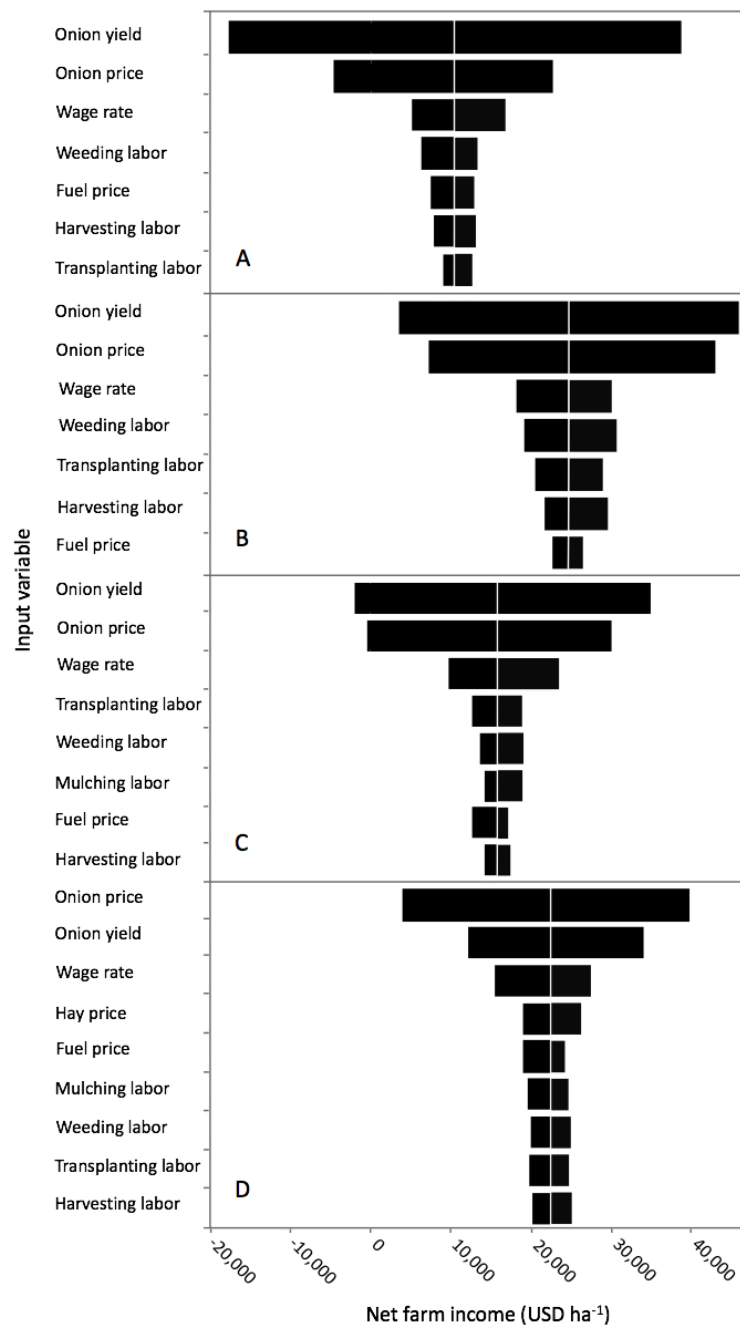 Onion yield
Onion price
Wage rate
Weeding labor
Fuel price
Harvesting labor
Transplanting labor
A
Onion yield
Onion price
Wage rate
Weeding labor
Transplanting labor
Harvesting labor
Fuel price
B
Input variable
Onion yield
Onion price
Wage rate
Transplanting labor
Weeding labor
Mulching labor
Fuel price
Harvesting labor
C
Onion price
Onion yield
Wage rate
Hay price
Fuel price
Mulching labor
Weeding labor
Transplanting labor
Harvesting labor
D
-20,000
-10,000
0
10,000
20,000
30,000
40,000
Net farm income (USD ha⁻¹)